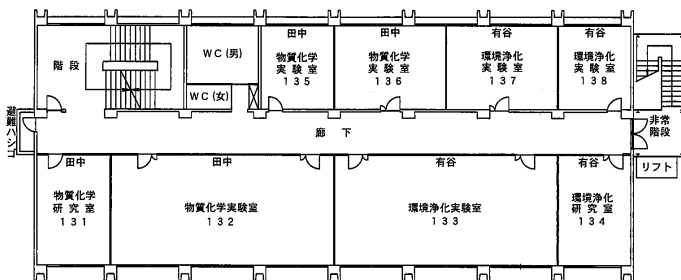 田中
田中
有谷
有谷
階段
WC(男)
物質化学
実験室
135
物質化学
実験室
136
環境浄化
実験室
137
環境浄化
実験室
138
WC(女)
避難ハシゴ
廊下
非常
階段
リフト
田中
田中
有谷
有谷
物質化学
研究室
131
物質化学実験室
132
環境浄化実験室
133
環境浄化
研究室
134